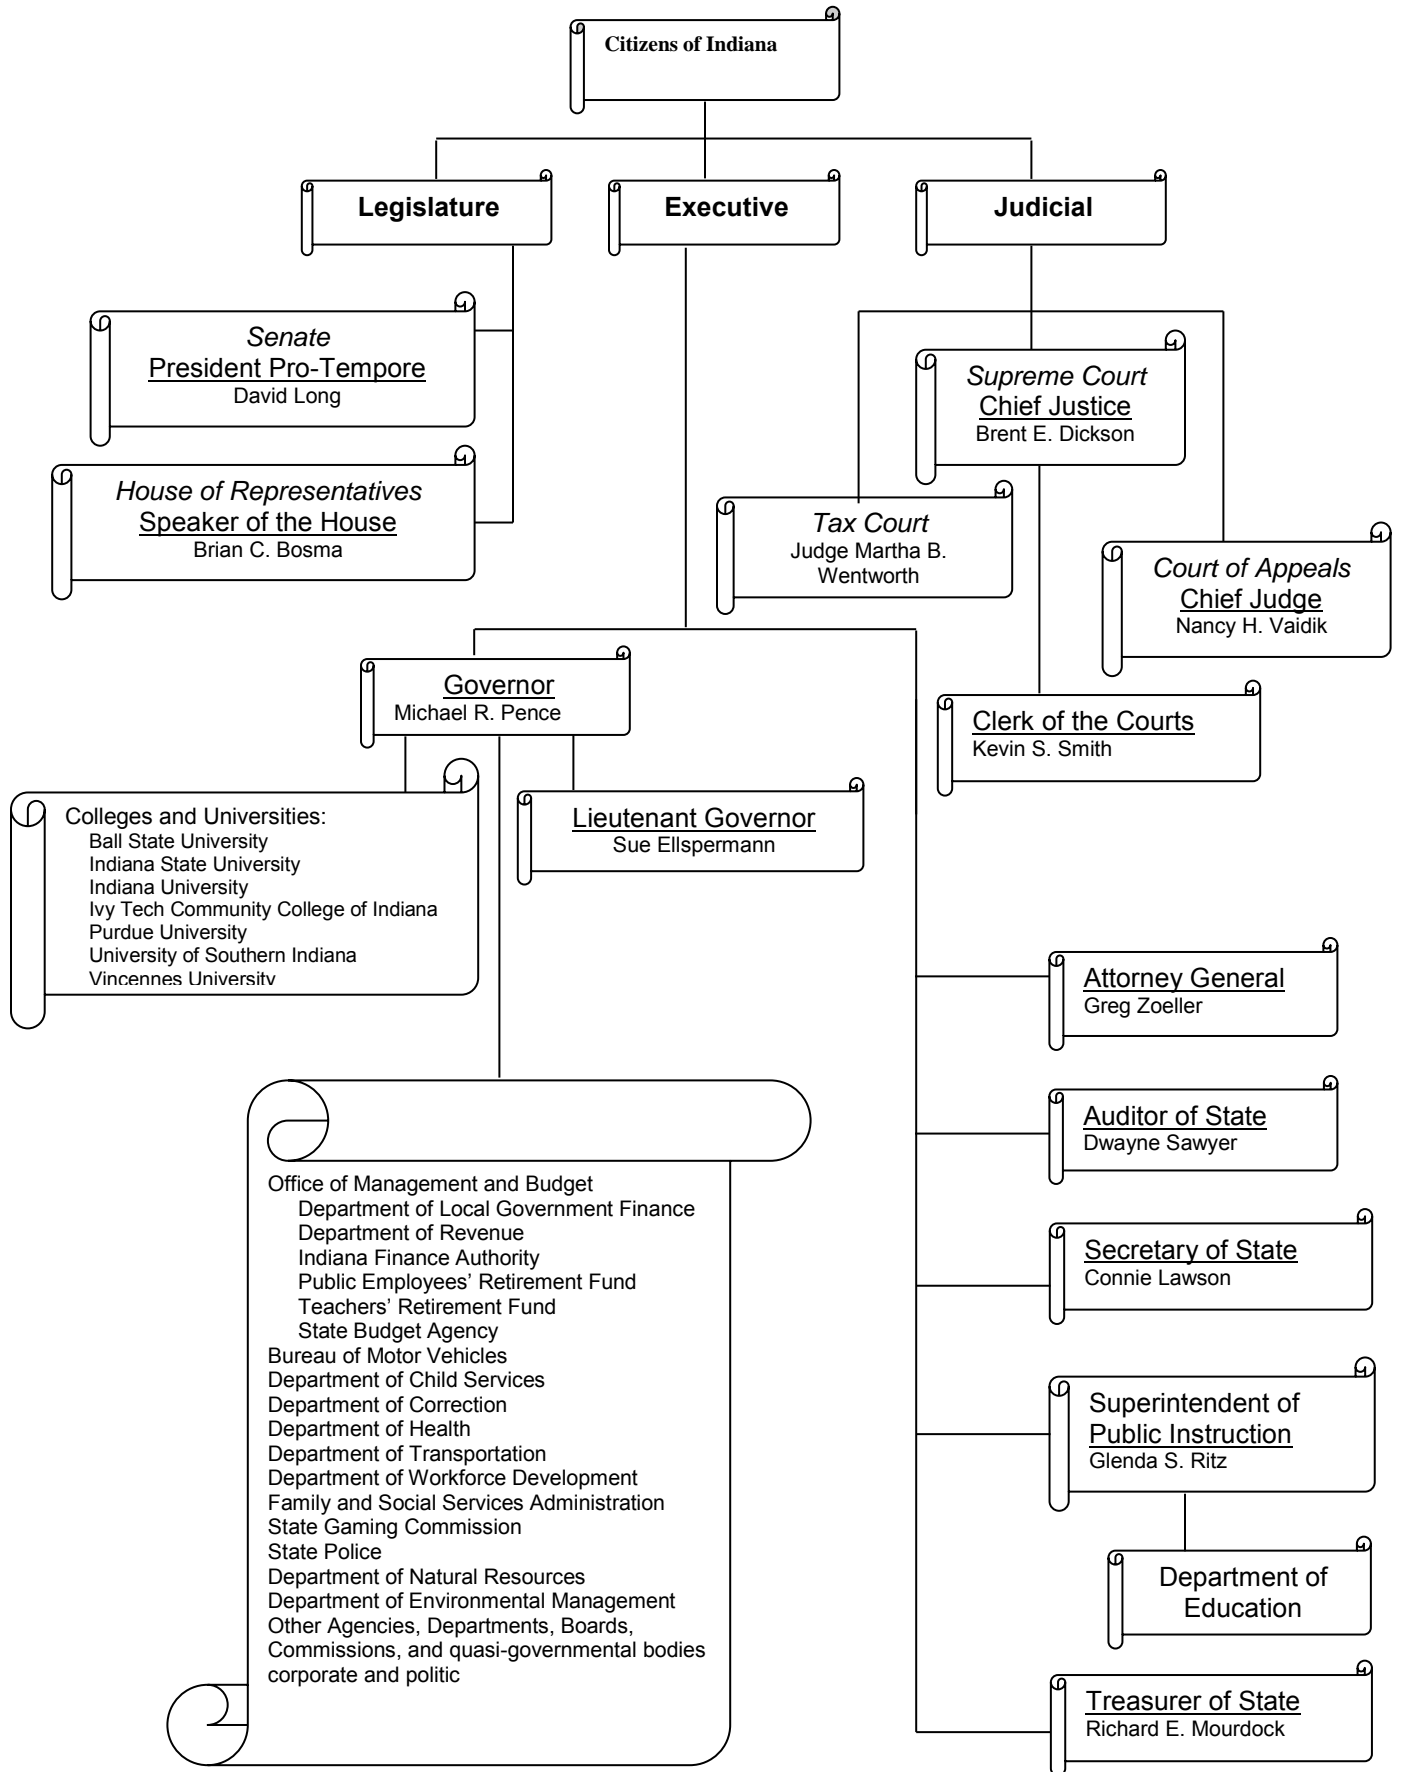 Citizens of Indiana
Legislature
Executive
Judicial
Senate
President Pro-Tempore
David Long
House of Representatives
Speaker of the House
Brian C. Bosma
Supreme Court
Chief Justice
Brent E. Dickson
Tax Court
Judge Martha B.
Wentworth
Court of Appeals
Chief Judge
Nancy H. Vaidik
Governor
Michael R. Pence
Clerk of the Courts
Kevin S. Smith
Colleges and Universities:
Ball State University
Indiana State University
Indiana University
Ivy Tech Community College of Indiana
Purdue University
University of Southern Indiana
Vincennes University
Lieutenant Governor
Sue Ellspermann
Attorney General
Greg Zoeller
Auditor of State
Dwayne Sawyer
Secretary of State
Connie Lawson
Superintendent of
Public Instruction
Glenda S. Ritz
Department of
Education
Treasurer of State
Richard E. Mourdock
Office of Management and Budget
Department of Local Government Finance
Department of Revenue
Indiana Finance Authority
Public Employees’ Retirement Fund
Teachers’ Retirement Fund
State Budget Agency
Bureau of Motor Vehicles
Department of Child Services
Department of Correction
Department of Health
Department of Transportation
Department of Workforce Development
Family and Social Services Administration
State Gaming Commission
State Police
Department of Natural Resources
Department of Environmental Management
Other Agencies, Departments, Boards,
Commissions, and quasi-governmental bodies
corporate and politic